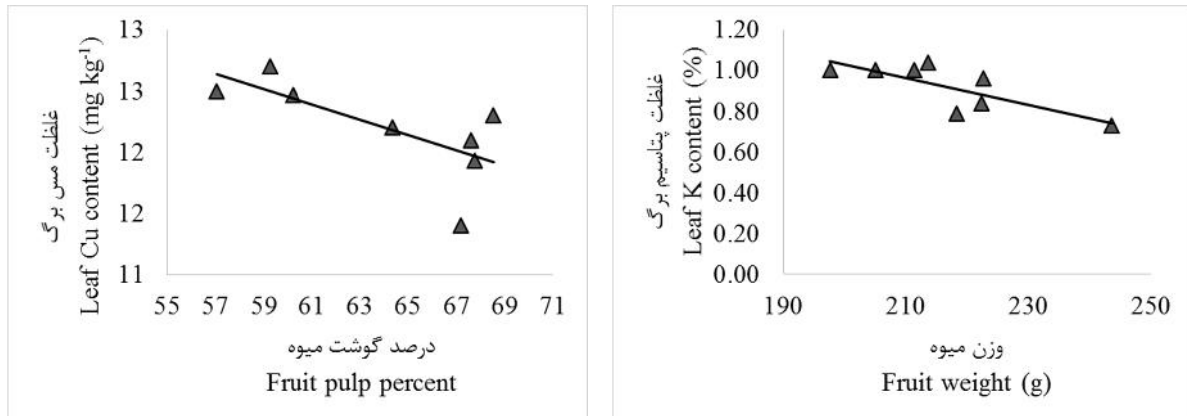 غلظت مس برگ
Leaf Cu content (mg kg⁻¹)
13
13
12
12
11
55 57 59 61 63 65 67 69 71
درصد گوشت میوه
Fruit pulp percent
غلظت پتاسیم برگ
Leaf K content (%)
1.20
1.00
0.80
0.60
0.40
0.20
0.00
190 210 230 250
وزن میوه
Fruit weight (g)